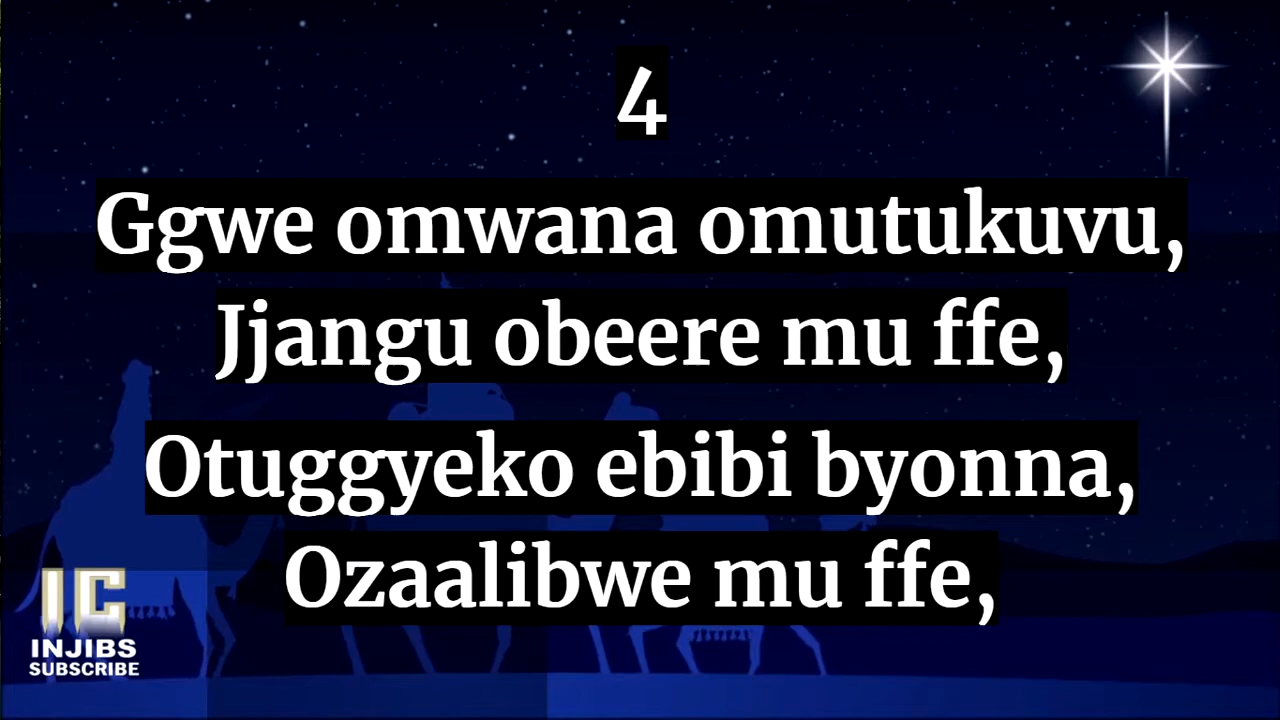 4
Ggwe omwana omutukuvu,
Jjangu obeere mu ffe,
Otuggyeko ebibi byonna,
Ozaalibwe mu ffe,
IC
INJIBS
SUBSCRIBE